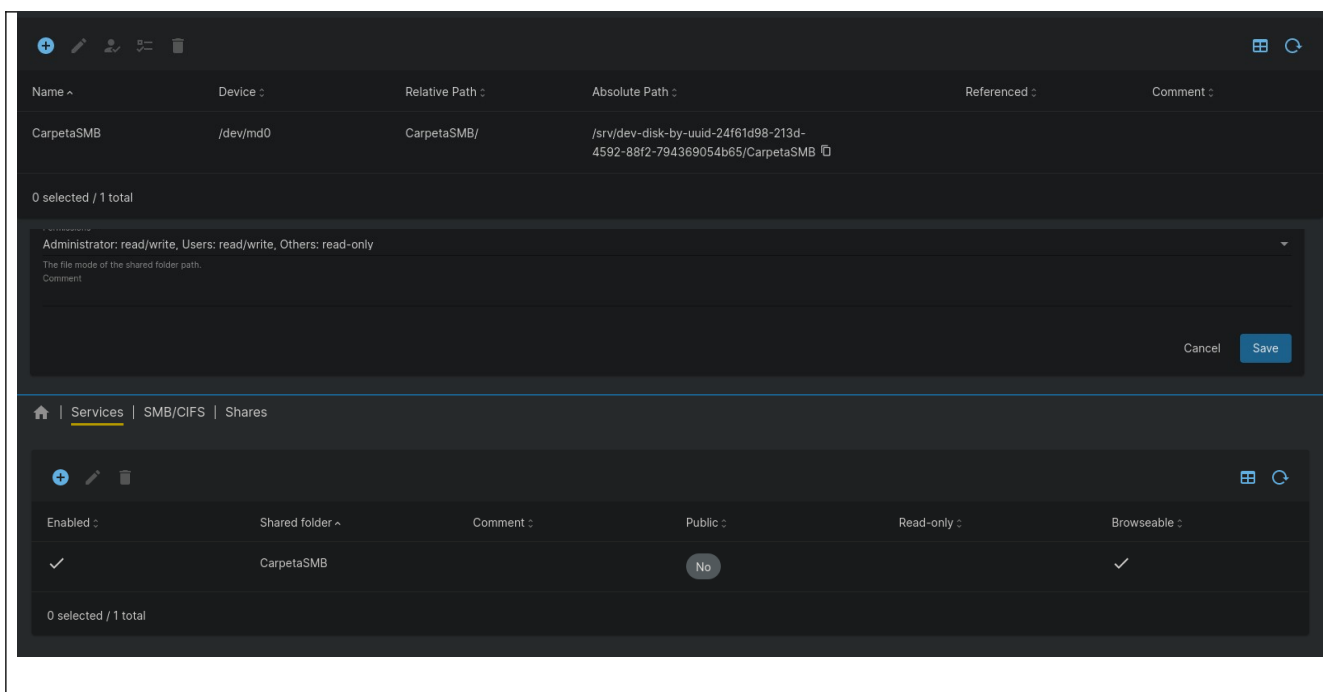 Name Device Relative Path Absolute Path Referenced Comment
CarpetaSMB /dev/md0 CarpetaSMB/ /srv/dev-disk-by-uuid-24f61d98-213d-
4592-88f2-794369054b65/CarpetaSMB
0 selected / 1 total
Permissions
Administrator: read/write, Users: read/write, Others: read-only
The file mode of the shared folder path.
Comment
Cancel Save
| Services | SMB/CIFS | Shares
Enabled Shared folder Comment Public Read-only Browseable
CarpetaSMB No
0 selected / 1 total